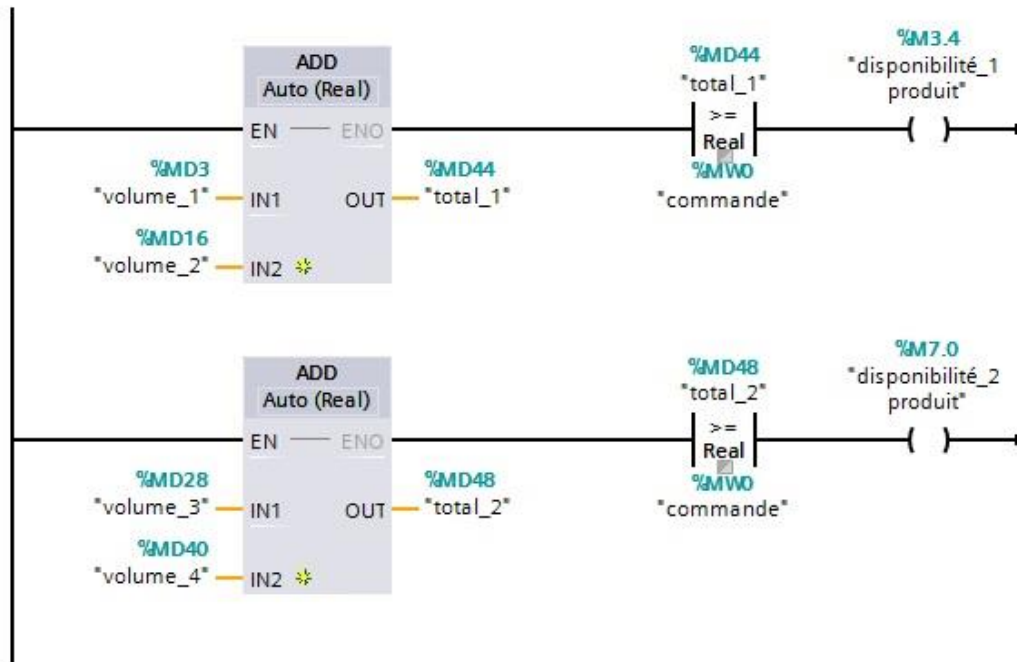 ADD
Auto (Real)
EN ENO
%MD3
"volume_1" IN1
OUT %MD44
"total_1"
%MD16
"volume_2" IN2
%MD44
"total_1"
>=
Real
%MW0
"commande"
%M3.4
"disponibilité_1
produit"
ADD
Auto (Real)
EN ENO
%MD28
"volume_3" IN1
OUT %MD48
"total_2"
%MD40
"volume_4" IN2
%MD48
"total_2"
>=
Real
%MW0
"commande"
%M7.0
"disponibilité_2
produit"